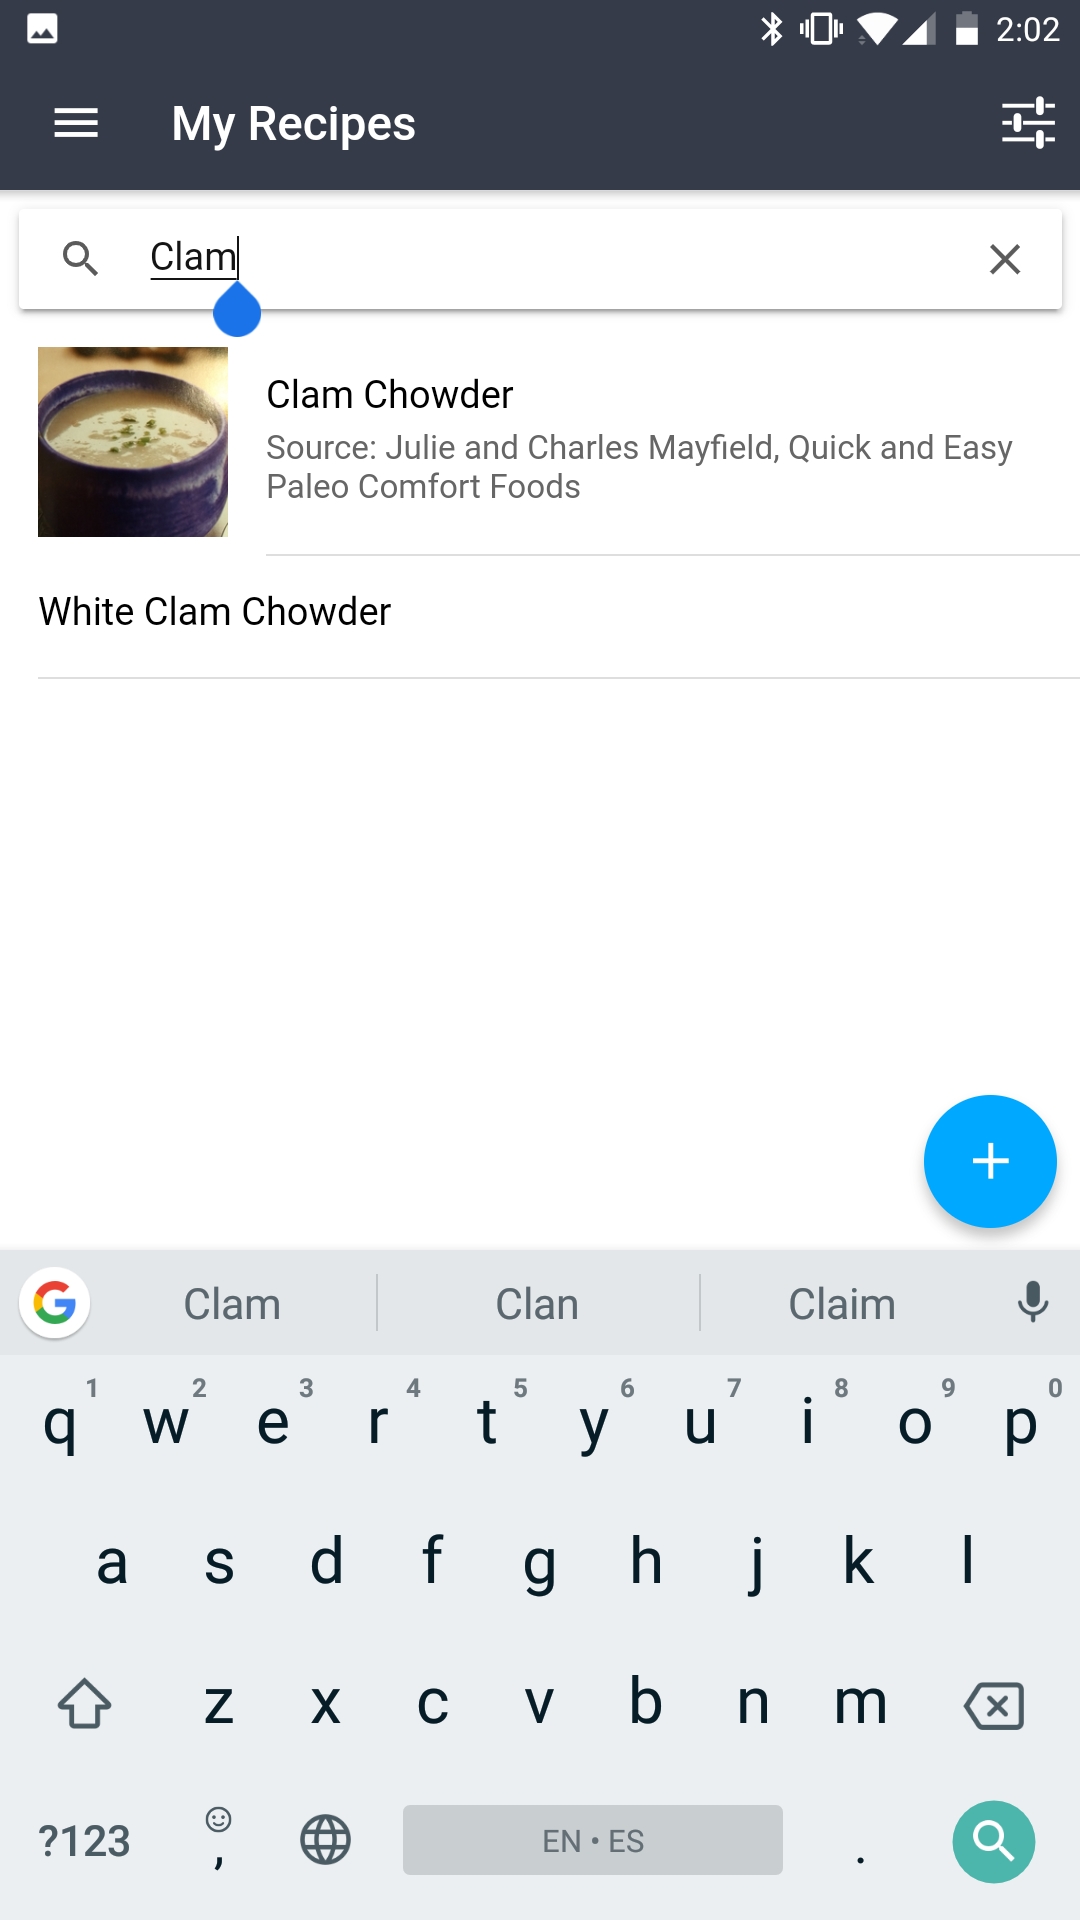 2:02
My Recipes
Clam
Clam Chowder
Source: Julie and Charles Mayfield, Quick and Easy
Paleo Comfort Foods
White Clam Chowder
Clam Clan Claim
1 2 3 4 5 6 7 8 9 0
q w e r t y u i o p
a s d f g h j k l
z x c v b n m
?123 , EN • ES .